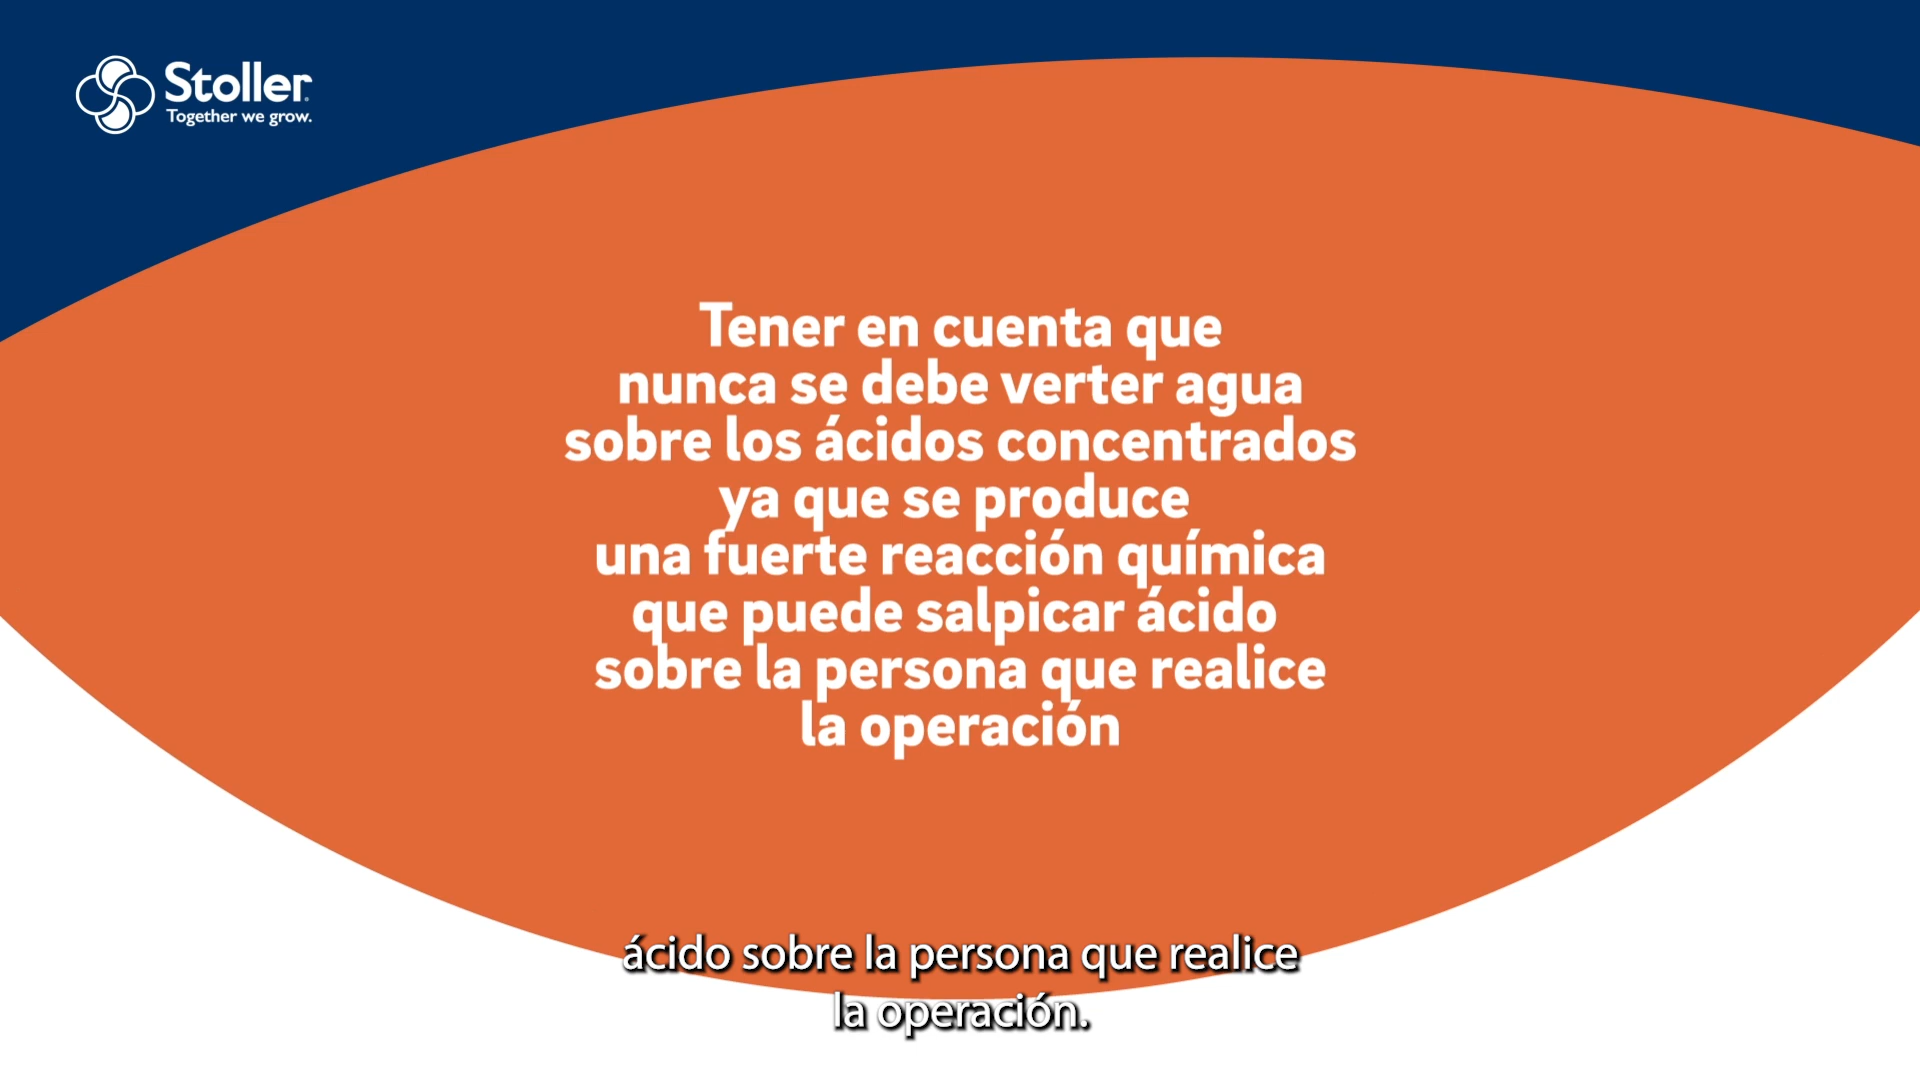 Stoller
Together we grow.
Tener en cuenta que
nunca se debe verter agua
sobre los ácidos concentrados
ya que se produce
una fuerte reacción química
que puede salpicar ácido
sobre la persona que realice
la operación
ácido sobre la persona que realice
la operación.